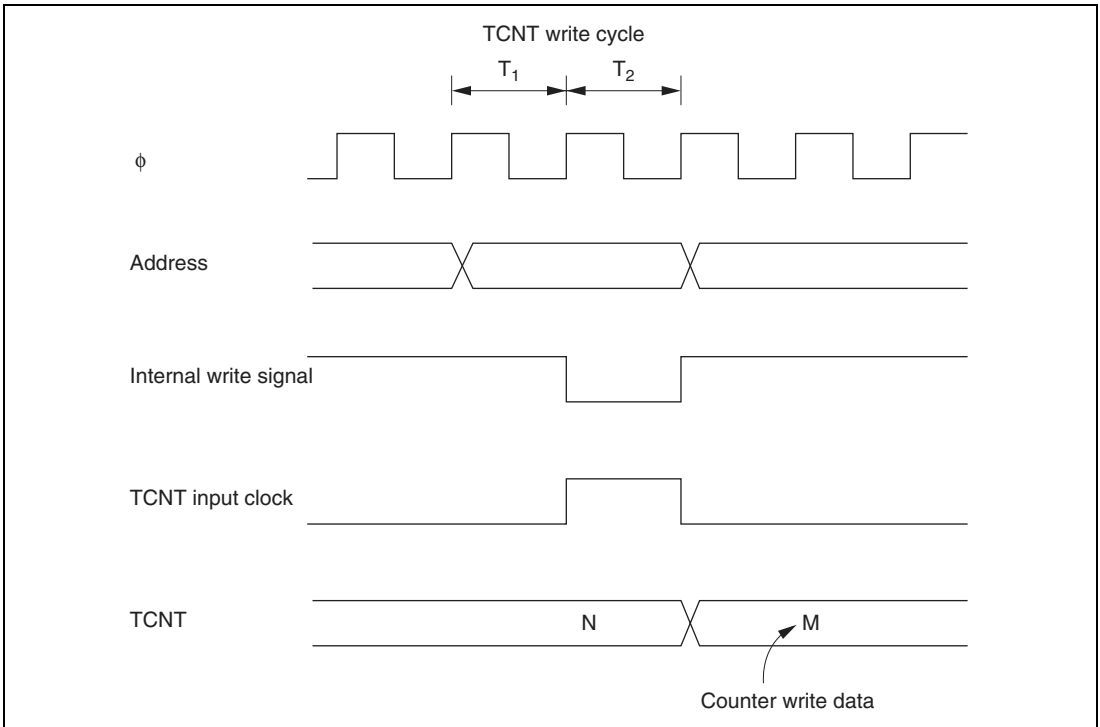 TCNT write cycle
T₁ T₂
ϕ
Address
Internal write signal
TCNT input clock
TCNT N M
Counter write data